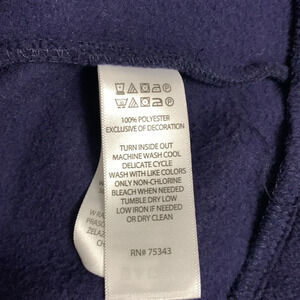 100% POLYESTER
EXCLUSIVE OF DECORATION
TURN INSIDE OUT
MACHINE WASH COOL
DELICATE CYCLE
WASH WITH LIKE COLORS
ONLY NON-CHLORINE
BLEACH WHEN NEEDED
TUMBLE DRY LOW
LOW IRON IF NEEDED
OR DRY CLEAN
RN# 75343